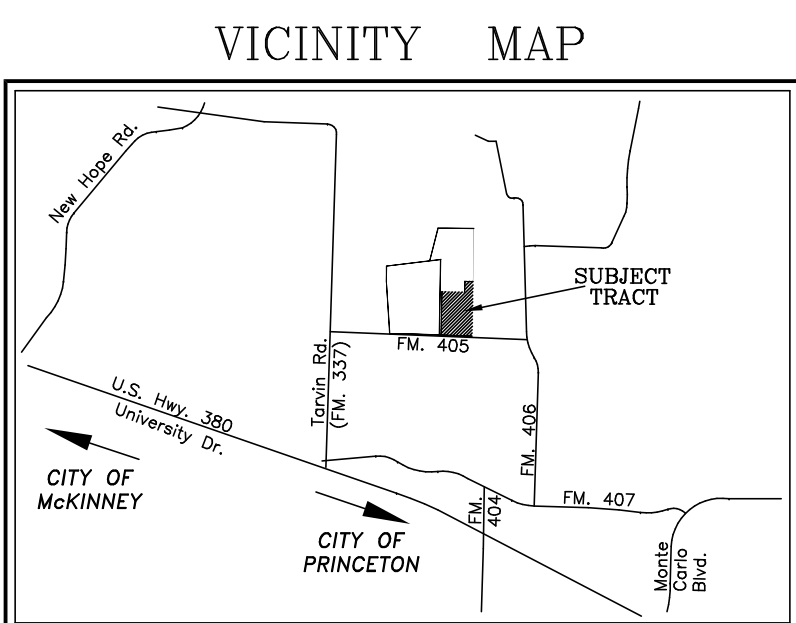 VICINITY MAP
New Hope Rd.
SUBJECT
TRACT
FM. 405
Tarvin Rd.
(FM. 337)
U.S. Hwy. 380
University Dr.
FM. 406
CITY OF
McKINNEY
FM.
404
FM. 407
CITY OF
PRINCETON
Monte
Carlo
Blvd.